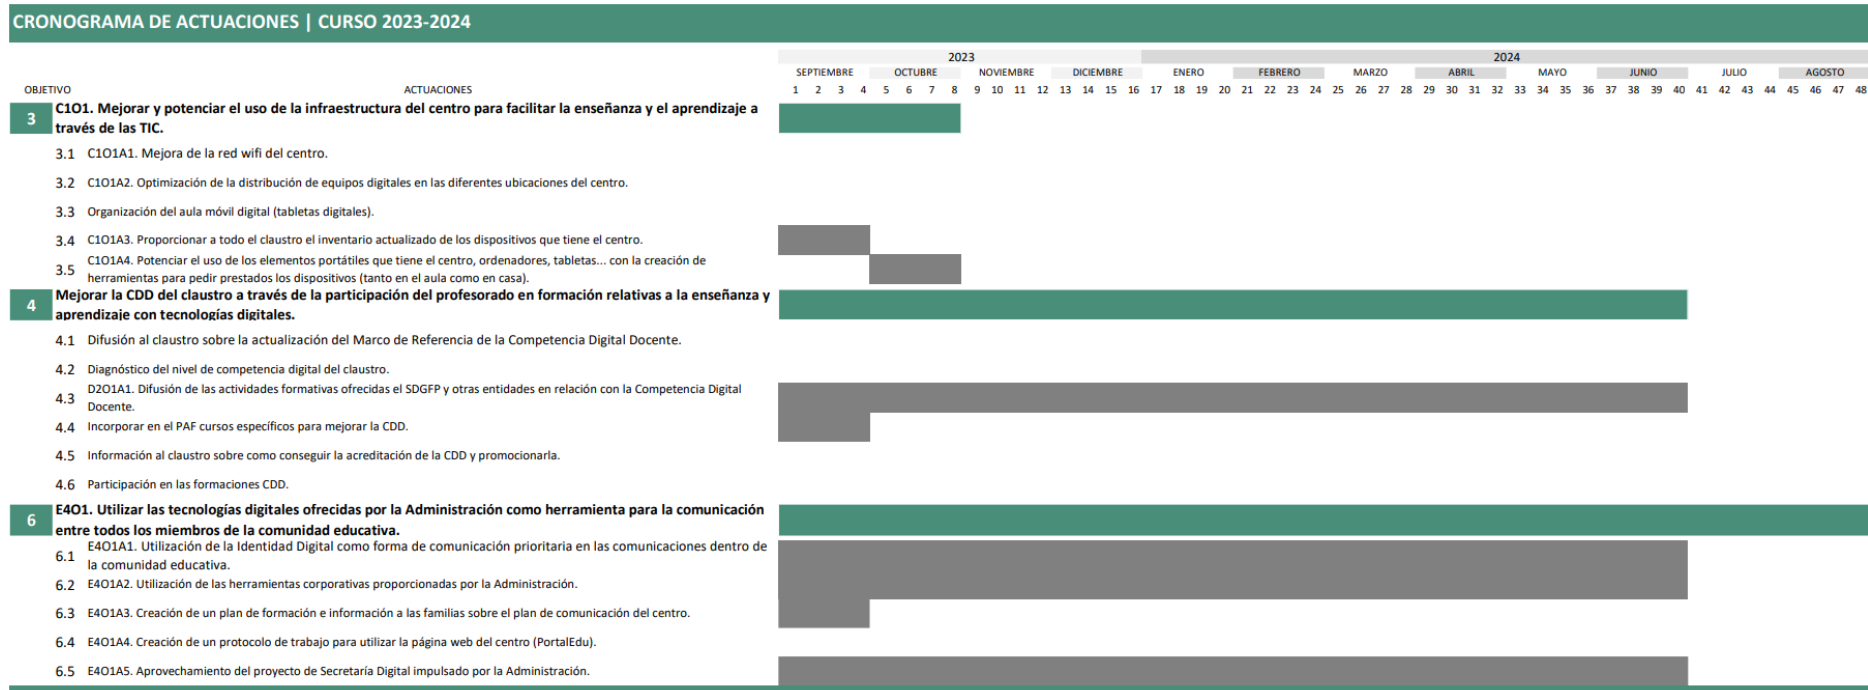 CRONOGRAMA DE ACTUACIONES | CURSO 2023-2024
2023 2024
SEPTIEMBRE OCTUBRE NOVIEMBRE DICIEMBRE ENERO FEBRERO MARZO ABRIL MAYO JUNIO JULIO AGOSTO
OBJETIVO ACTUACIONES 1 2 3 4 5 6 7 8 9 10 11 12 13 14 15 16 17 18 19 20 21 22 23 24 25 26 27 28 29 30 31 32 33 34 35 36 37 38 39 40 41 42 43 44 45 46 47 48
3 C1O1. Mejorar y potenciar el uso de la infraestructura del centro para facilitar la enseñanza y el aprendizaje a
través de las TIC.
3.1 C1O1A1. Mejora de la red wifi del centro.
3.2 C1O1A2. Optimización de la distribución de equipos digitales en las diferentes ubicaciones del centro.
3.3 Organización del aula móvil digital (tabletas digitales).
3.4 C1O1A3. Proporcionar a todo el claustro el inventario actualizado de los dispositivos que tiene el centro.
3.5 C1O1A4. Potenciar el uso de los elementos portátiles que tiene el centro, ordenadores, tabletas... con la creación de
herramientas para pedir prestados los dispositivos (tanto en el aula como en casa).
4 Mejorar la CDD del claustro a través de la participación del profesorado en formación relativas a la enseñanza y
aprendizaje con tecnologías digitales.
4.1 Difusión al claustro sobre la actualización del Marco de Referencia de la Competencia Digital Docente.
4.2 Diagnóstico del nivel de competencia digital del claustro.
4.3 D2O1A1. Difusión de las actividades formativas ofrecidas el SDGFP y otras entidades en relación con la Competencia Digital
Docente.
4.4 Incorporar en el PAF cursos específicos para mejorar la CDD.
4.5 Información al claustro sobre como conseguir la acreditación de la CDD y promocionarla.
4.6 Participación en las formaciones CDD.
6 E4O1. Utilizar las tecnologías digitales ofrecidas por la Administración como herramienta para la comunicación
entre todos los miembros de la comunidad educativa.
6.1 E4O1A1. Utilización de la Identidad Digital como forma de comunicación prioritaria en las comunicaciones dentro de
la comunidad educativa.
6.2 E4O1A2. Utilización de las herramientas corporativas proporcionadas por la Administración.
6.3 E4O1A3. Creación de un plan de formación e información a las familias sobre el plan de comunicación del centro.
6.4 E4O1A4. Creación de un protocolo de trabajo para utilizar la página web del centro (PortalEdu).
6.5 E4O1A5. Aprovechamiento del proyecto de Secretaría Digital impulsado por la Administración.